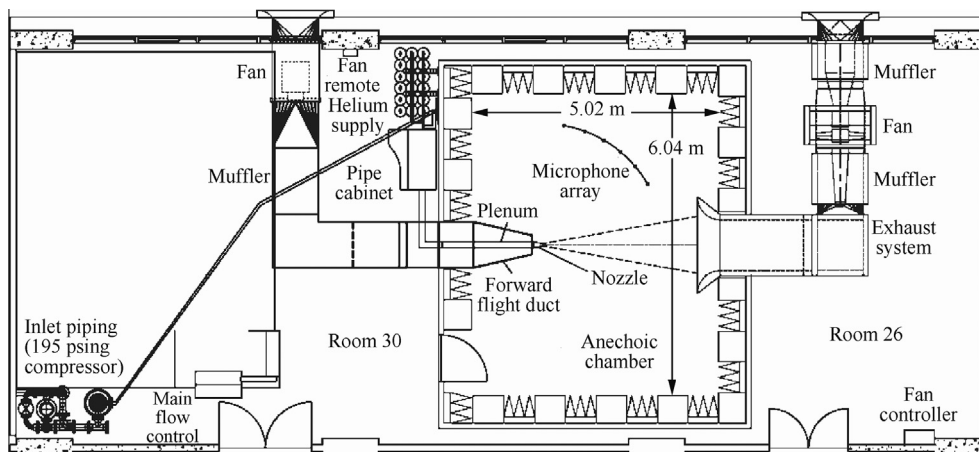 Fan
Fan
remote
Helium
supply
5.02 m
6.04 m
Microphone
array
Muffler
Fan
Muffler
Muffler
Pipe
cabinet
Plenum
Exhaust
system
Nozzle
Forward
flight duct
Inlet piping
(195 psing
compressor)
Room 30
Anechoic
chamber
Room 26
Main
flow
control
Fan
controller